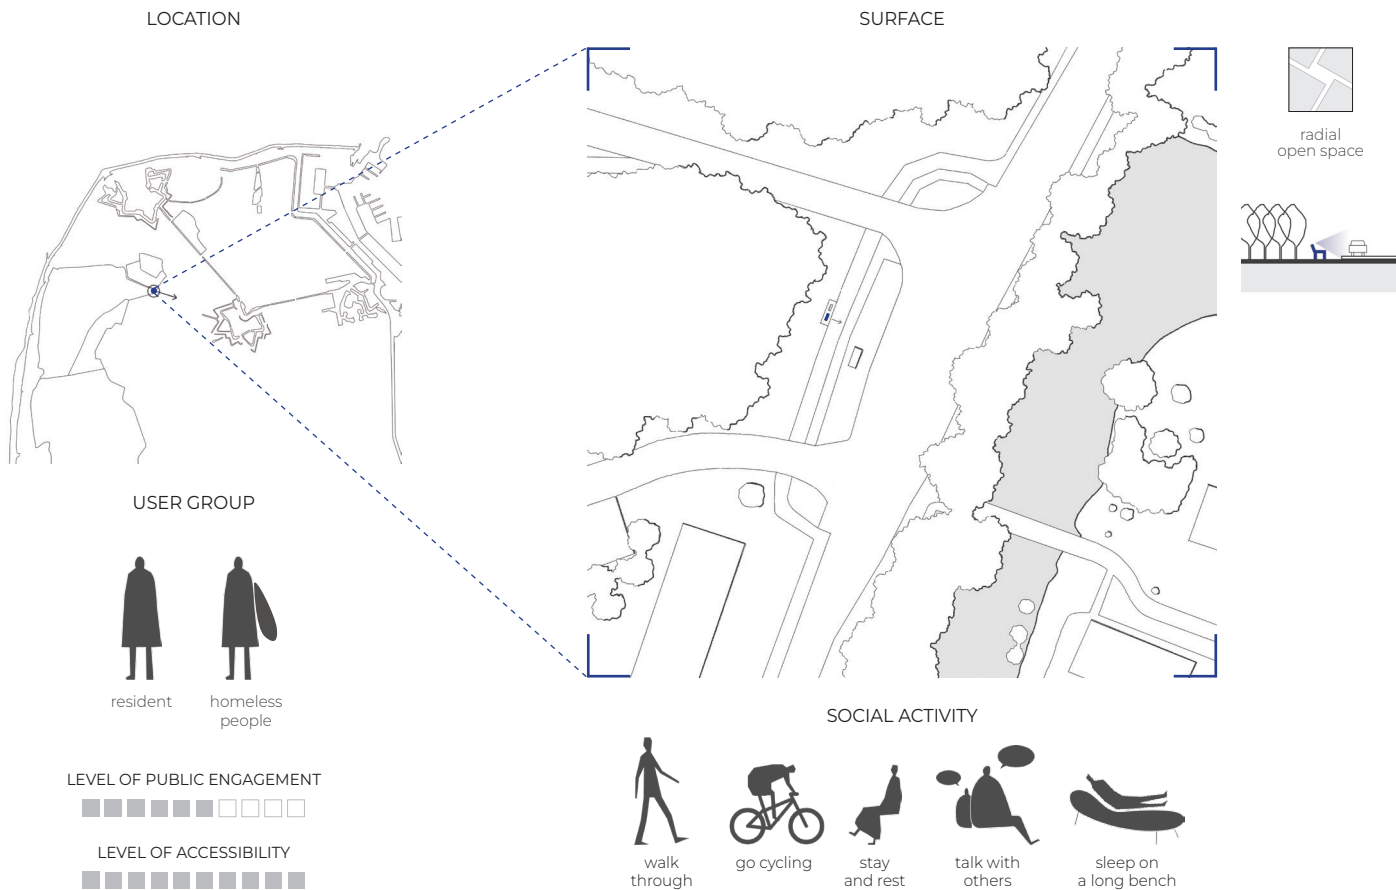 LOCATION
SURFACE
radial
open space
USER GROUP
resident
homeless
people
LEVEL OF PUBLIC ENGAGEMENT
LEVEL OF ACCESSIBILITY
SOCIAL ACTIVITY
walk
through
go cycling
stay
and rest
talk with
others
sleep on
a long bench